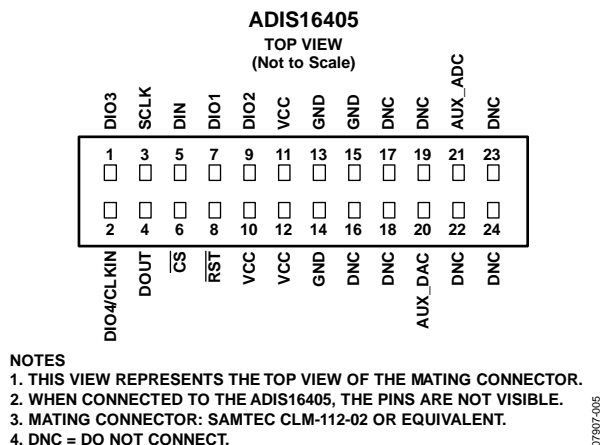 ADIS16405
TOP VIEW
(Not to Scale)
DIO3 SCLK DIN DIO1 DIO2 VCC GND GND DNC DNC AUX_ADC DNC
1 3 5 7 9 11 13 15 17 19 21 23
2 4 6 8 10 12 14 16 18 20 22 24
DIO4/CLKIN DOUT CS RST VCC VCC GND DNC DNC AUX_DAC DNC DNC
NOTES
1. THIS VIEW REPRESENTS THE TOP VIEW OF THE MATING CONNECTOR.
2. WHEN CONNECTED TO THE ADIS16405, THE PINS ARE NOT VISIBLE.
3. MATING CONNECTOR: SAMTEC CLM-112-02 OR EQUIVALENT.
4. DNC = DO NOT CONNECT.
07907-005